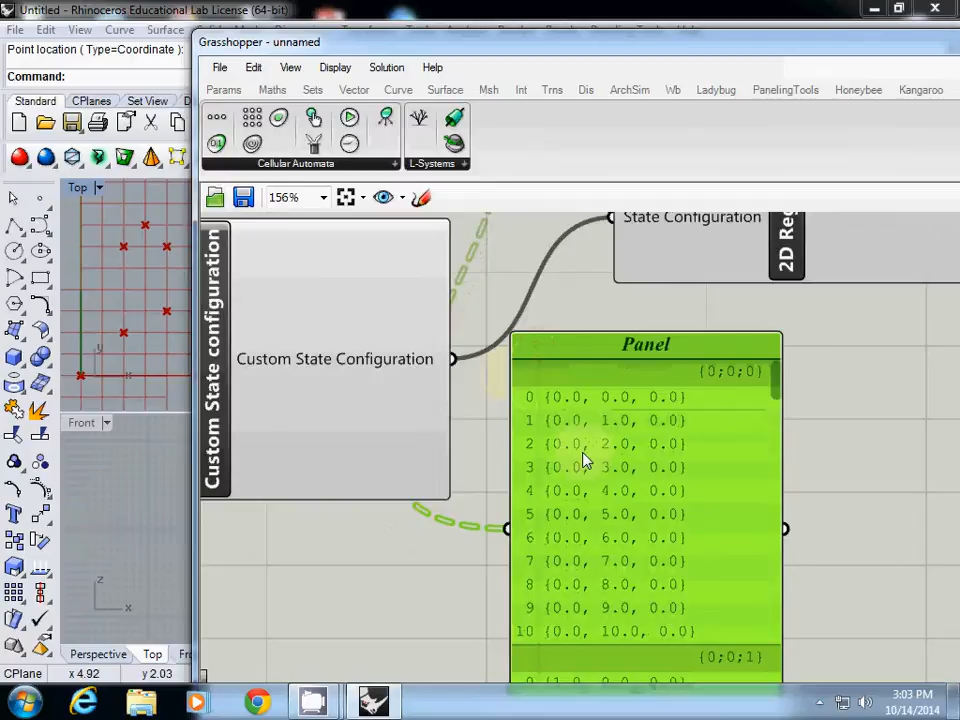 Untitled - Rhinoceros Educational Lab License (64-bit)
File Edit View Curve Surface
Point location ( Type=Coordinate ):
Command:
Standard CPlanes Set View
Top
Front
Perspective Top
CPlane x 4.92 y 2.03
Grasshopper - unnamed
File Edit View Display Solution Help
Params Maths Sets Vector Curve Surface Msh Int Trns Dis ArchSim Wb Ladybug PanelingTools Honeybee Kangaroo
Cellular Automata L-Systems
156%
State Configuration
2D Reg
Custom State configuration
Custom State Configuration
Panel
{0;0;0}
0 {0.0, 0.0, 0.0}
1 {0.0, 1.0, 0.0}
2 {0.0, 2.0, 0.0}
3 {0.0, 3.0, 0.0}
4 {0.0, 4.0, 0.0}
5 {0.0, 5.0, 0.0}
6 {0.0, 6.0, 0.0}
7 {0.0, 7.0, 0.0}
8 {0.0, 8.0, 0.0}
9 {0.0, 9.0, 0.0}
10 {0.0, 10.0, 0.0}
{0;0;1}
z
x
y
x
3:03 PM
10/14/2014